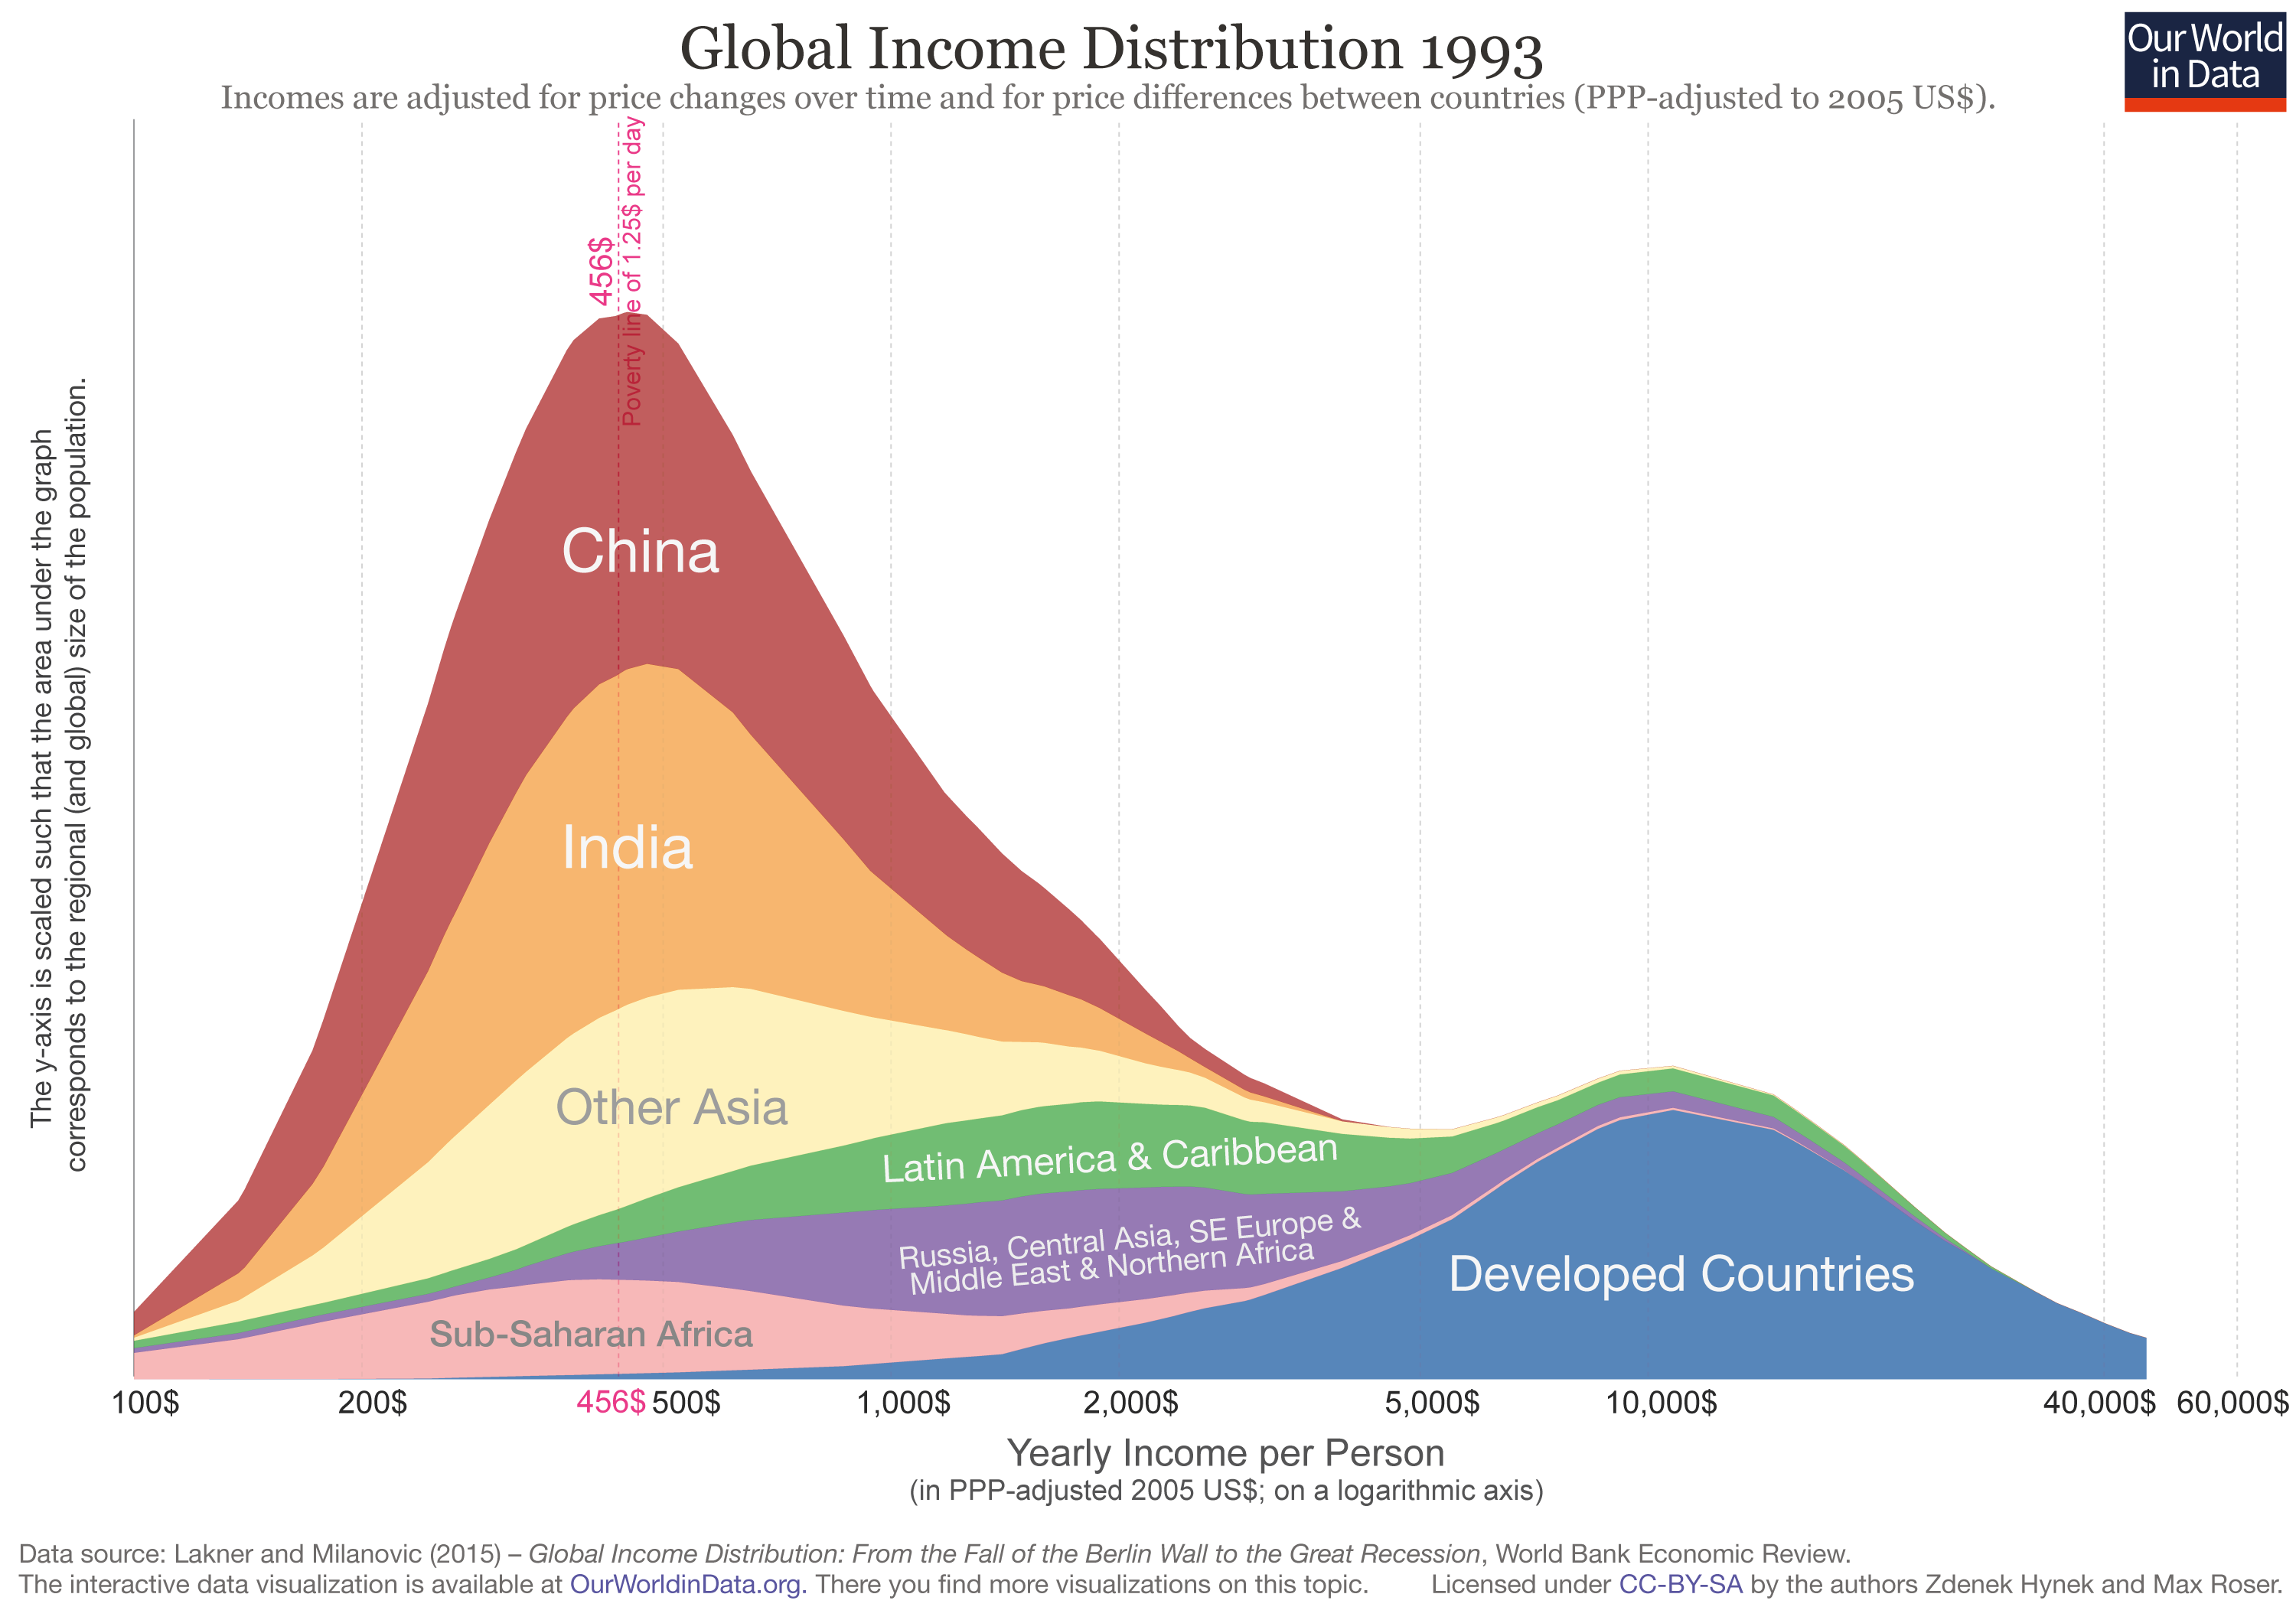 Global Income Distribution 1993
Incomes are adjusted for price changes over time and for price differences between countries (PPP-adjusted to 2005 US$).
Our World
in Data
The y-axis is scaled such that the area under the graph
corresponds to the regional (and global) size of the population.
456$
Poverty line of 1.25$ per day
China
India
Other Asia
Latin America & Caribbean
Russia, Central Asia, SE Europe &
Middle East & Northern Africa
Sub-Saharan Africa
Developed Countries
100$ 200$ 456$ 500$ 1,000$ 2,000$ 5,000$ 10,000$ 40,000$ 60,000$
Yearly Income per Person
(in PPP-adjusted 2005 US$; on a logarithmic axis)
Data source: Lakner and Milanovic (2015) – Global Income Distribution: From the Fall of the Berlin Wall to the Great Recession, World Bank Economic Review.
The interactive data visualization is available at OurWorldinData.org. There you find more visualizations on this topic. Licensed under CC-BY-SA by the authors Zdenek Hynek and Max Roser.